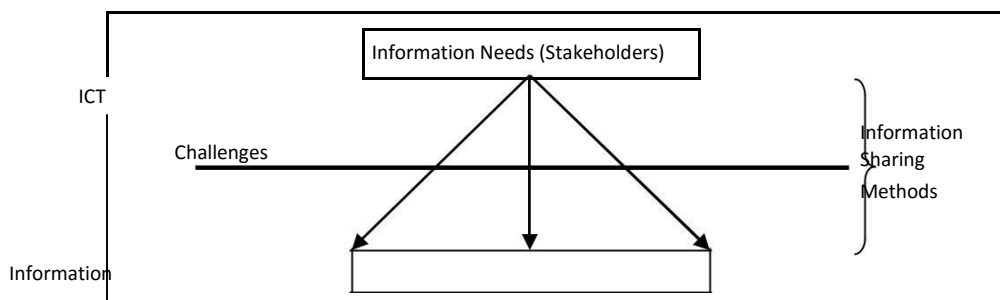 Information Needs (Stakeholders)
ICT
Challenges
Information
Sharing
Methods
Information